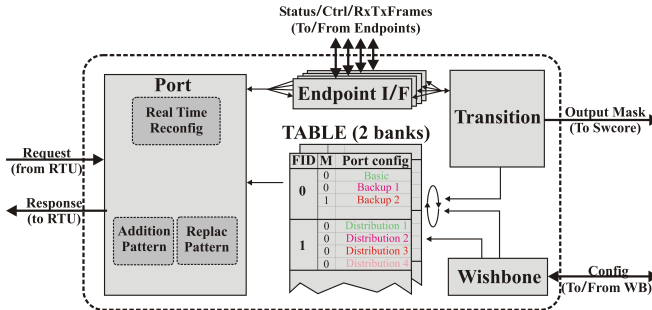 Status/Ctrl/RxTxFrames
(To/From Endpoints)
Port
Real Time
Reconfig
Endpoint I/F
Transition
Output Mask
(To Swcore)
TABLE (2 banks)
FID M Port config
Request
(from RTU)
0 0 Basic
0 Backup 1
1 Backup 2
Response
(to RTU)
Addition
Pattern
Replac
Pattern
1 0 Distribution 1
0 Distribution 2
0 Distribution 3
0 Distribution 4
Wishbone
Config
(To/From WB)